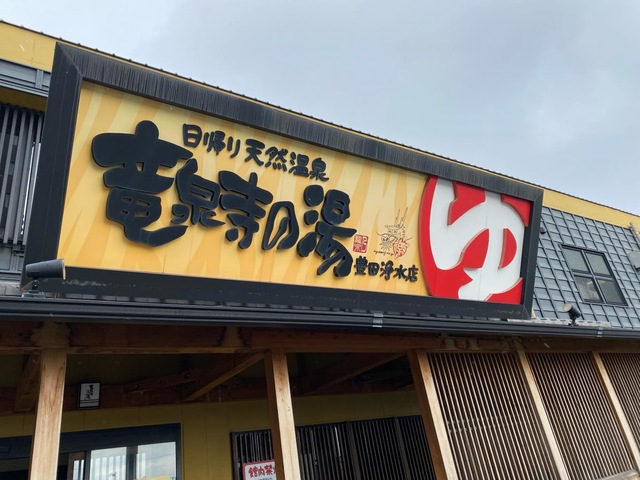 日帰り天然温泉
竜泉寺の湯
豊田浄水店
ゆ